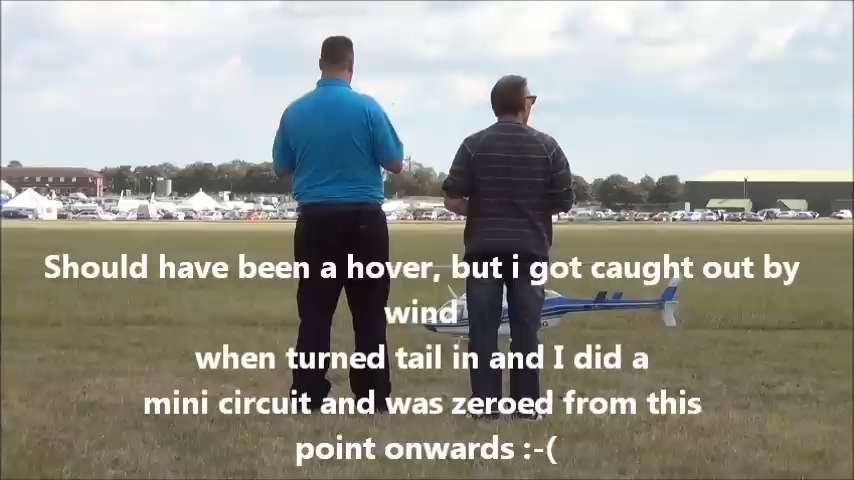 Should have been a hover, but i got caught out by
wind
when turned tail in and I did a
mini circuit and was zeroed from this
point onwards :-(